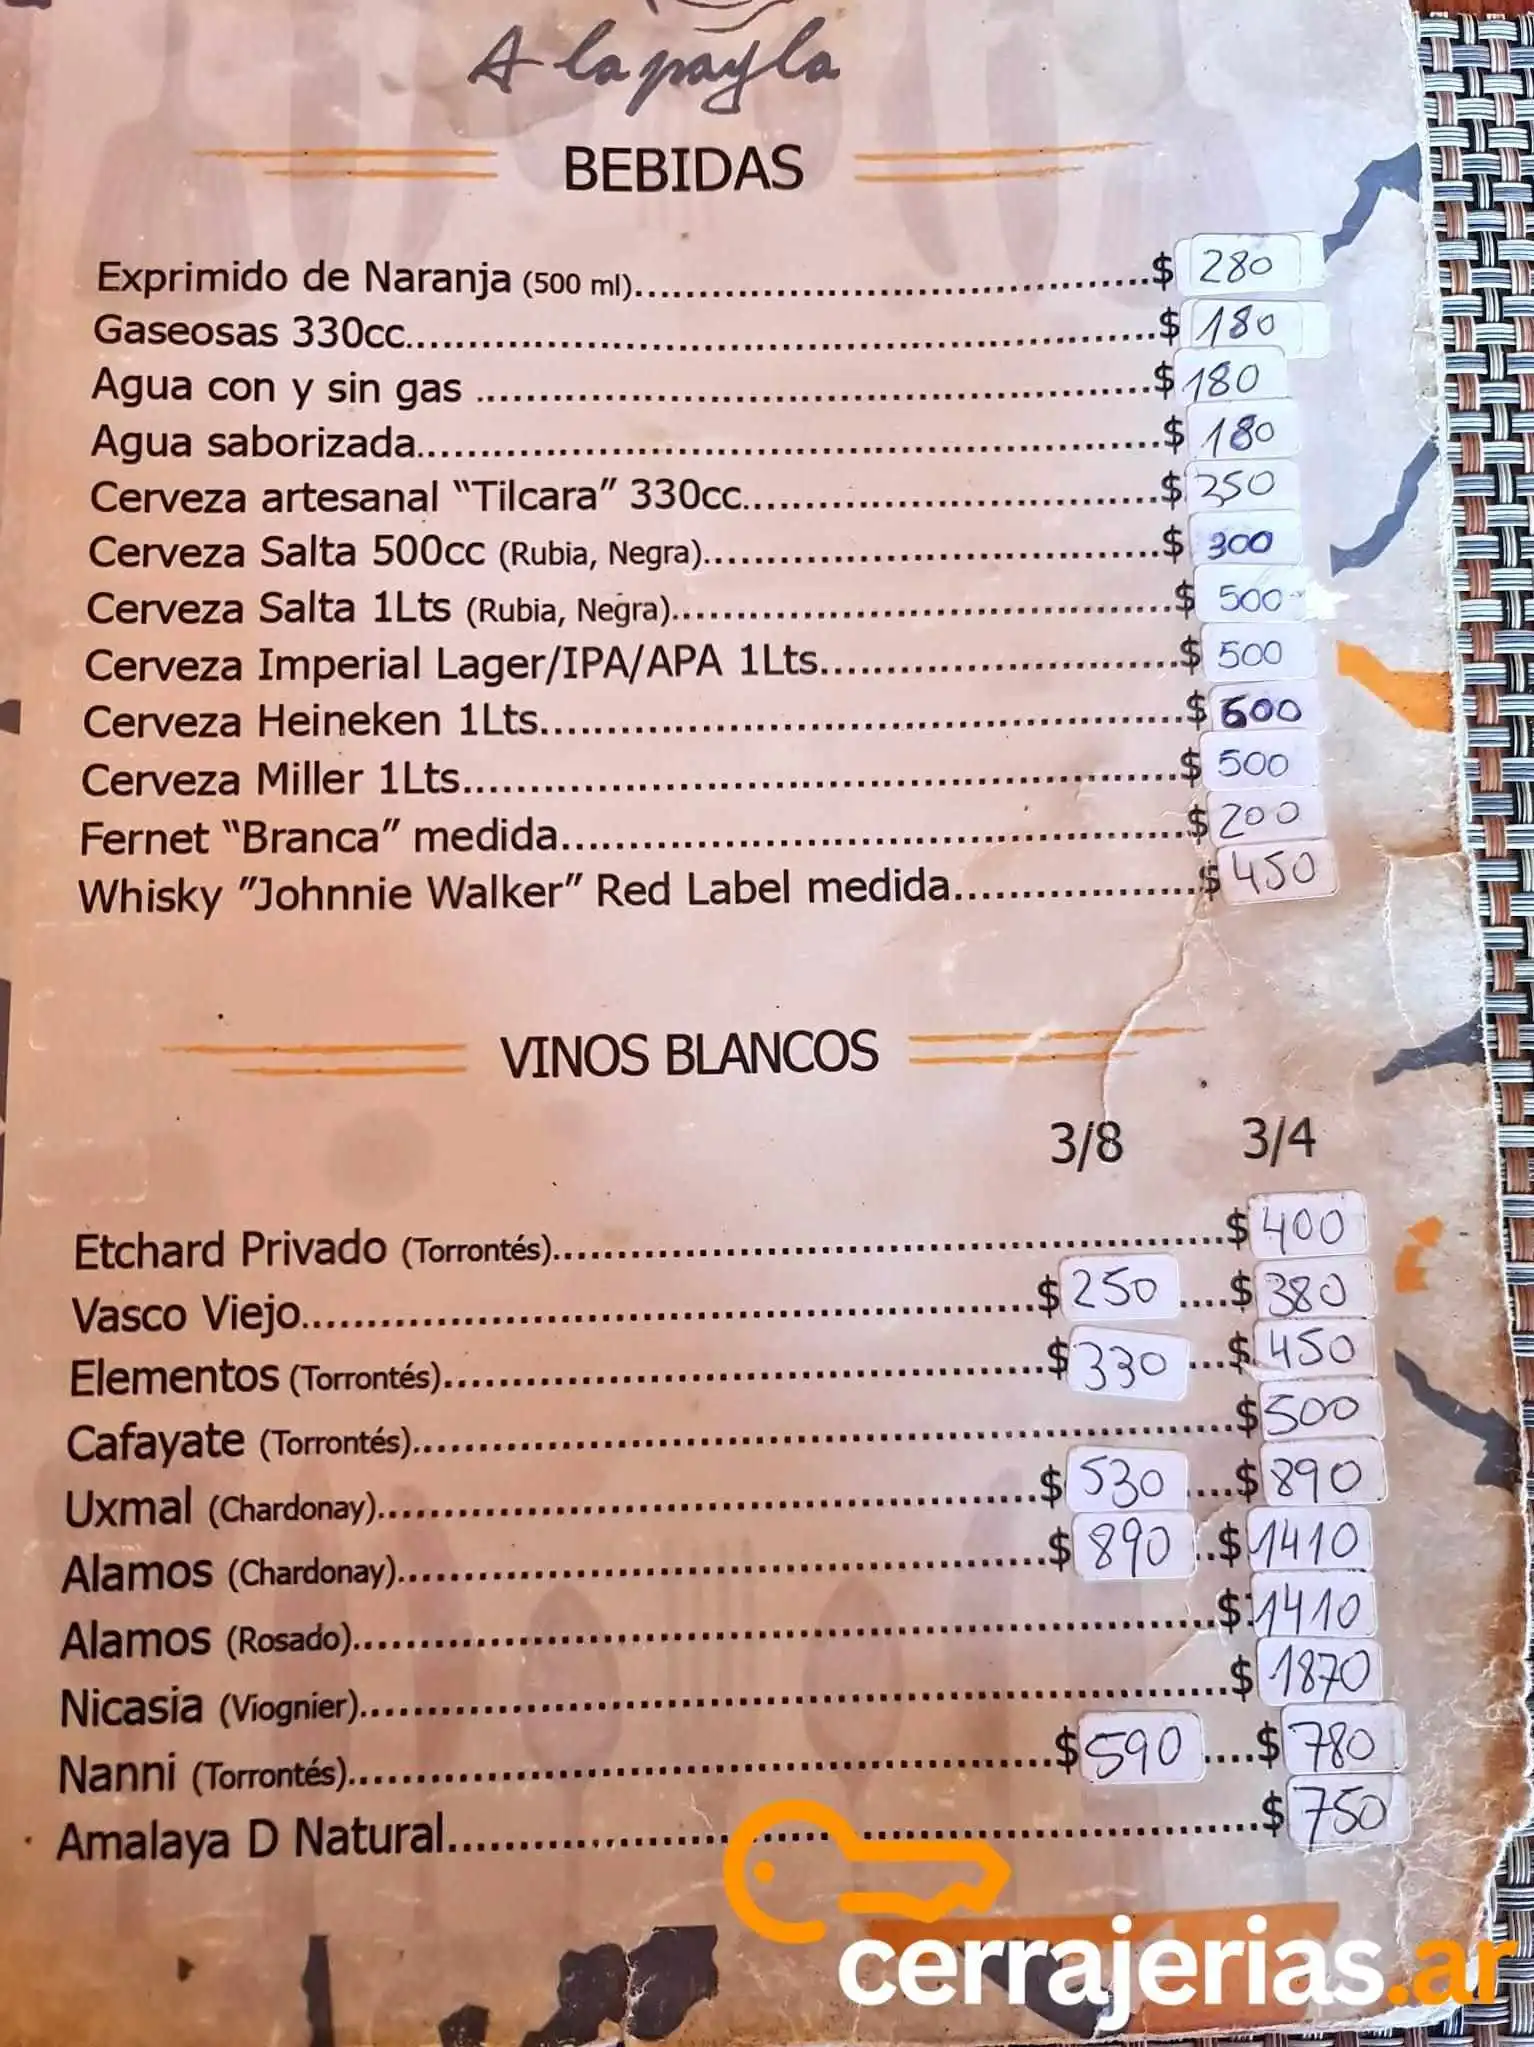 A la payla
BEBIDAS
Exprimido de Naranja (500 ml)....................$ 280
Gaseosas 330cc....................$ 180
Agua con y sin gas ....................$ 180
Agua saborizada....................$ 180
Cerveza artesanal “Tilcara” 330cc....................$ 350
Cerveza Salta 500cc (Rubia, Negra)....................$ 300
Cerveza Salta 1Lts (Rubia, Negra)....................$ 500
Cerveza Imperial Lager/IPA/APA 1Lts....................$ 500
Cerveza Heineken 1Lts....................$ 600
Cerveza Miller 1Lts....................$ 500
Fernet “Branca” medida....................$ 200
Whisky ”Johnnie Walker” Red Label medida....................$ 450
VINOS BLANCOS
3/8 3/4
Etchard Privado (Torrontés)....................$ 400
Vasco Viejo....................$ 250 ....$ 380
Elementos (Torrontés)....................$ 330 ...$ 450
Cafayate (Torrontés)....................$ 500
Uxmal (Chardonay)....................$ 530 ....$ 890
Alamos (Chardonay)....................$ 890 ..$ 1410
Alamos (Rosado)....................$ 1410
Nicasia (Viognier)....................$ 1870
Nanni (Torrontés)....................$ 590 ....$ 780
Amalaya D Natural....................$ 750
cerrajerias.ar